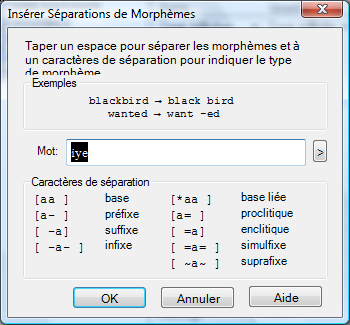 Insérer Séparations de Morphèmes
Taper un espace pour séparer les morphèmes et à
un caractères de séparation pour indiquer le type
de morphème
Exemples
blackbird → black bird
wanted → want -ed
Mot: iye >
Caractères de séparation
[aa ] base [*aa ] base liée
[a- ] préfixe [a= ] proclitique
[ -a] suffixe [ =a] enclitique
[ -a- ] infixe [ =a= ] simulfixe
[ ~a~ ] suprafixe
OK Annuler Aide